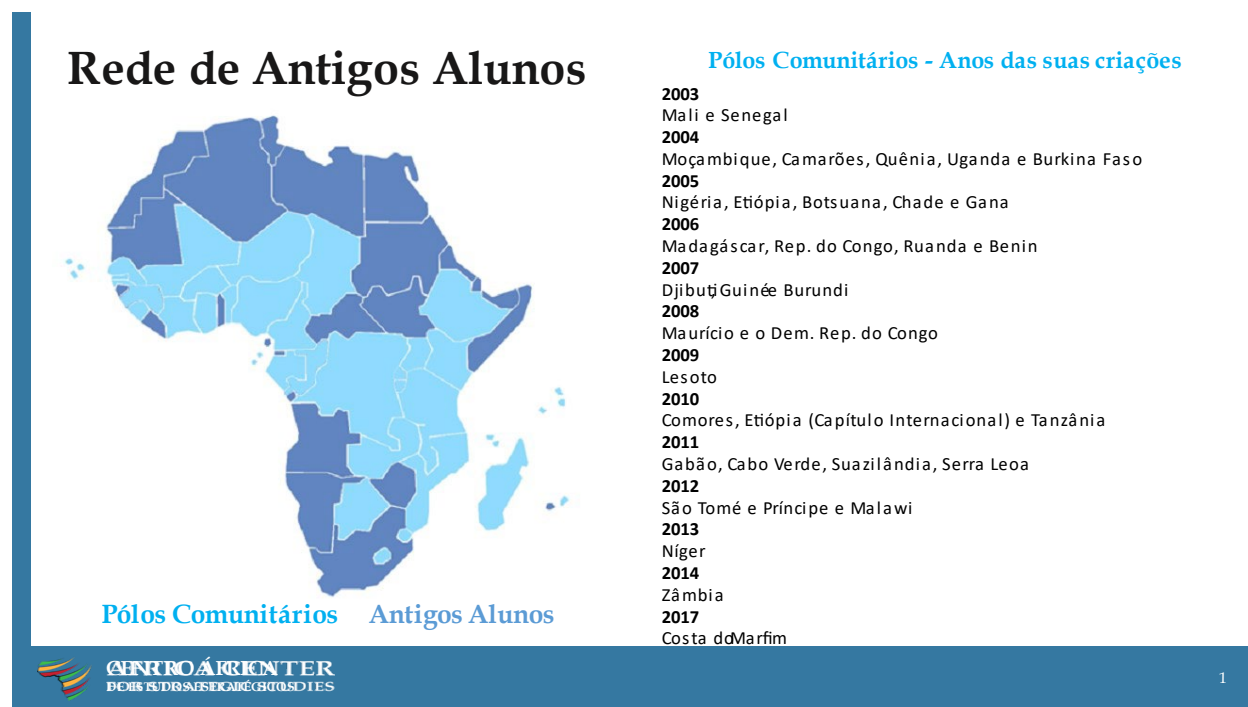 Rede de Antigos Alunos
Pólos Comunitários - Anos das suas criações
2003
Mali e Senegal
2004
Moçambique, Camarões, Quênia, Uganda e Burkina Faso
2005
Nigéria, Etiópia, Botsuana, Chade e Gana
2006
Madagáscar, Rep. do Congo, Ruanda e Benin
2007
Djibuti, Guinée Burundi
2008
Maurício e o Dem. Rep. do Congo
2009
Lesoto
2010
Comores, Etiópia (Capítulo Internacional) e Tanzânia
2011
Gabão, Cabo Verde, Suazilândia, Serra Leoa
2012
São Tomé e Príncipe e Malawi
2013
Níger
2014
Zâmbia
2017
Costa do Marfim
Pólos Comunitários Antigos Alunos
1